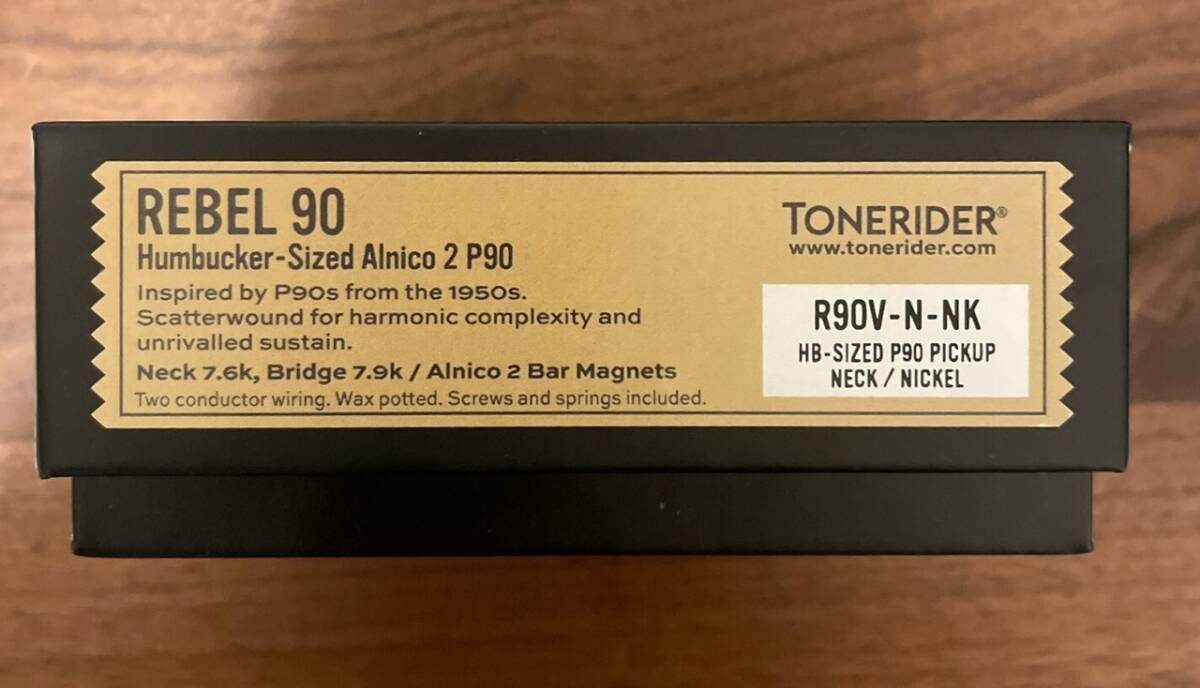 REBEL 90
Humbucker-Sized Alnico 2 P90
Inspired by P90s from the 1950s.
Scatterwound for harmonic complexity and
unrivalled sustain.
Neck 7.6k, Bridge 7.9k / Alnico 2 Bar Magnets
Two conductor wiring. Wax potted. Screws and springs included.
TONERIDER®
www.tonerider.com
R90V-N-NK
HB-SIZED P90 PICKUP
NECK / NICKEL